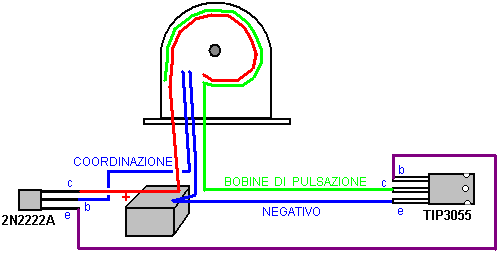 COORDINAZIONE
b
c
BOBINE DI PULSAZIONE
c
+
b
2N2222A
e
NEGATIVO
e
TIP3055